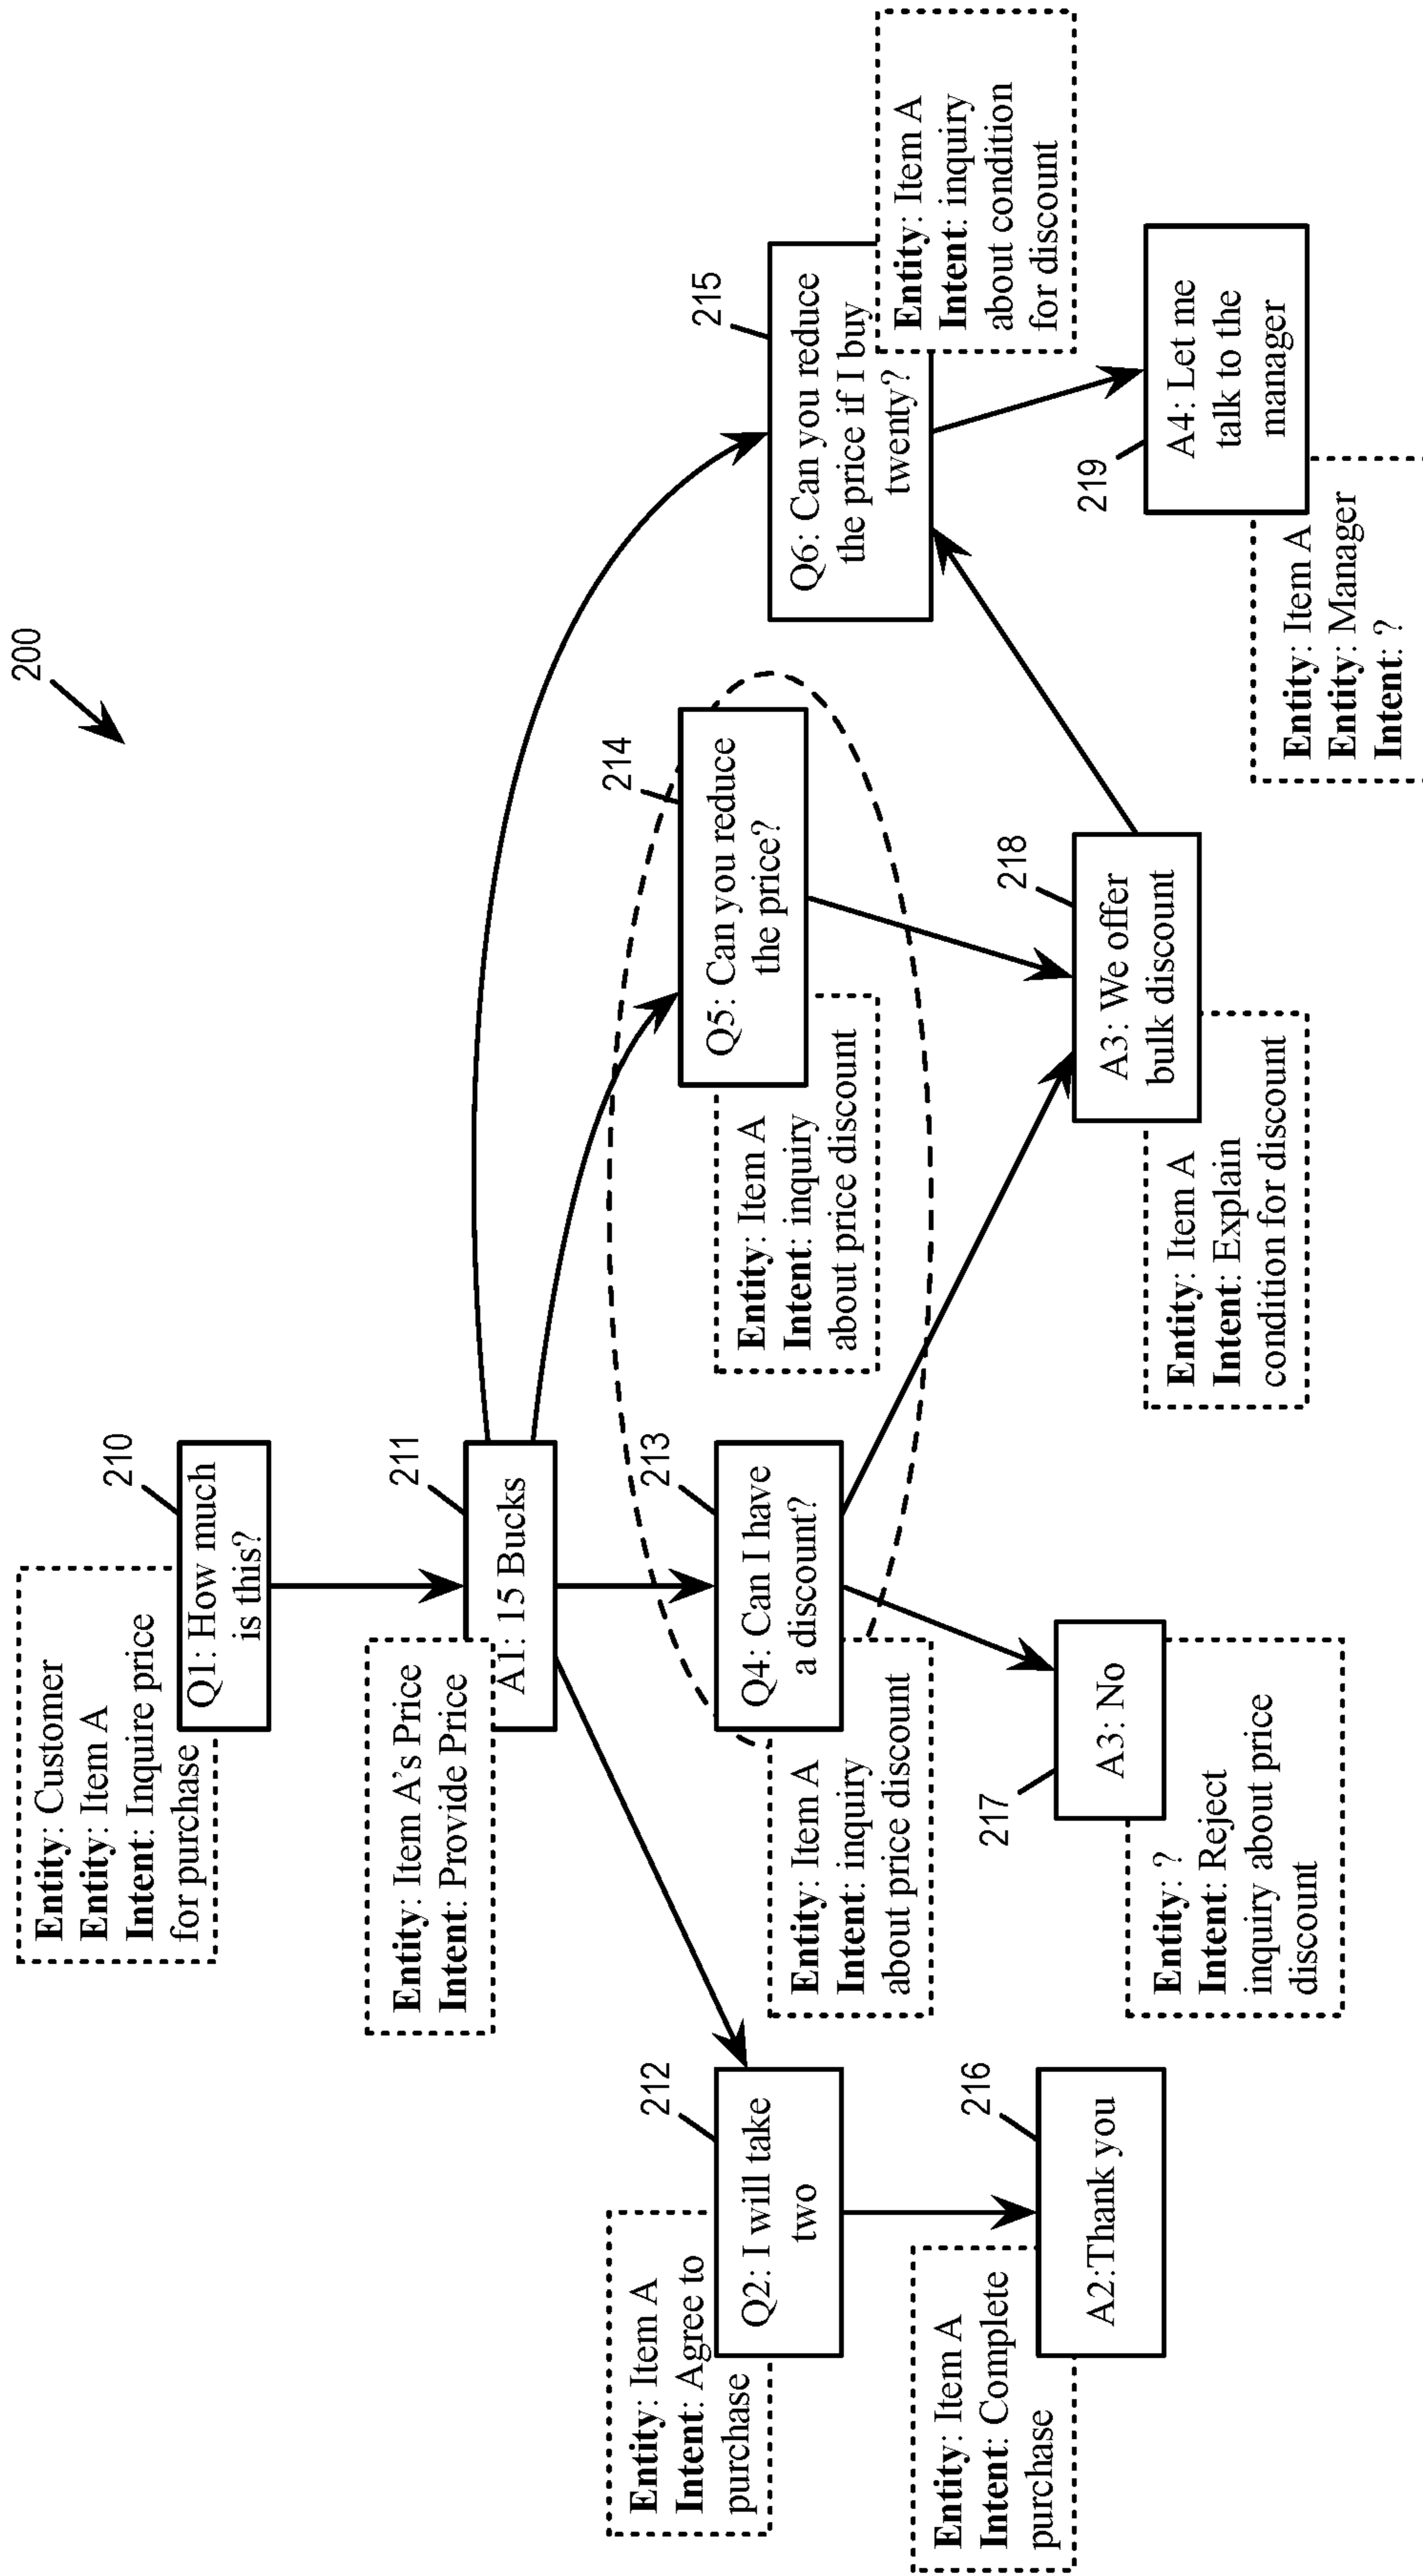 200
Entity: Customer
Entity: Item A
Intent: Inquire price
for purchase
210
Q1: How much
is this?
Entity: Item A's Price
Intent: Provide Price
211
A1: 15 Bucks
Entity: Item A
Intent: Agree to
purchase
212
Q2: I will take
two
213
Q4: Can I have
a discount?
Entity: Item A
Intent: inquiry
about price discount
214
Q5: Can you reduce
the price?
Entity: Item A
Intent: inquiry
about price discount
215
Q6: Can you reduce
the price if I buy
twenty?
Entity: Item A
Intent: inquiry
about condition
for discount
Entity: Item A
Intent: Complete
purchase
216
A2:Thank you
217
A3: No
Entity: ?
Intent: Reject
inquiry about price
discount
218
A3: We offer
bulk discount
Entity: Item A
Intent: Explain
condition for discount
219
A4: Let me
talk to the
manager
Entity: Item A
Entity: Manager
Intent: ?